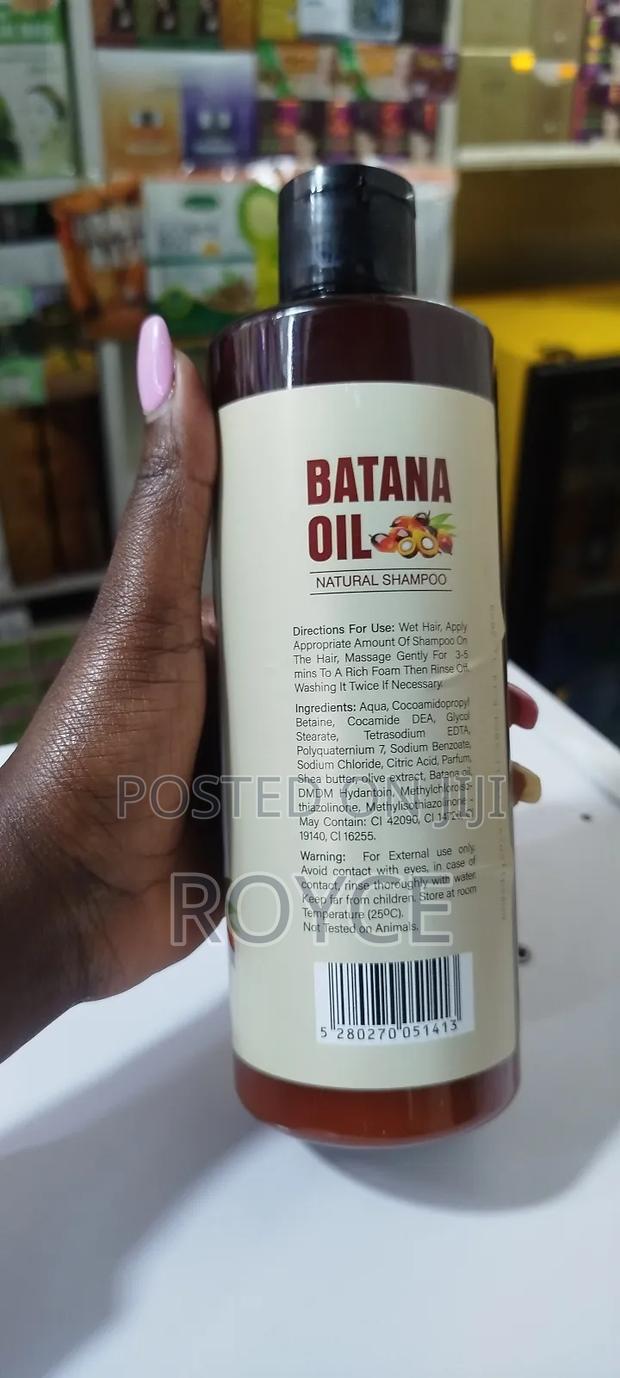 BATANA
OIL
NATURAL SHAMPOO
Directions For Use: Wet Hair, Apply
Appropriate Amount Of Shampoo On
The Hair, Massage Gently For 3-5
mins To A Rich Foam Then Rinse Off.
Washing It Twice If Necessary.
Ingredients: Aqua, Cocoamidopropyl
Betaine, Cocamide DEA, Glycol
Stearate, Tetrasodium EDTA,
Polyquaternium 7, Sodium Benzoate,
Sodium Chloride, Citric Acid, Parfum,
Shea butter, olive extract, Batana oil,
DMDM Hydantoin, Methylchloroiso-
thiazolinone, Methylisothiazolinone -
May Contain: CI 42090, CI
19140, CI 16255.
POSTED ON JIJI
Warning: For External use only.
Avoid contact with eyes, in case of
contact, rinse thoroughly with water.
Keep far from children. Store at room
Temperature (25ºC).
Not Tested on Animals.
ROYCE
5 280270 051413